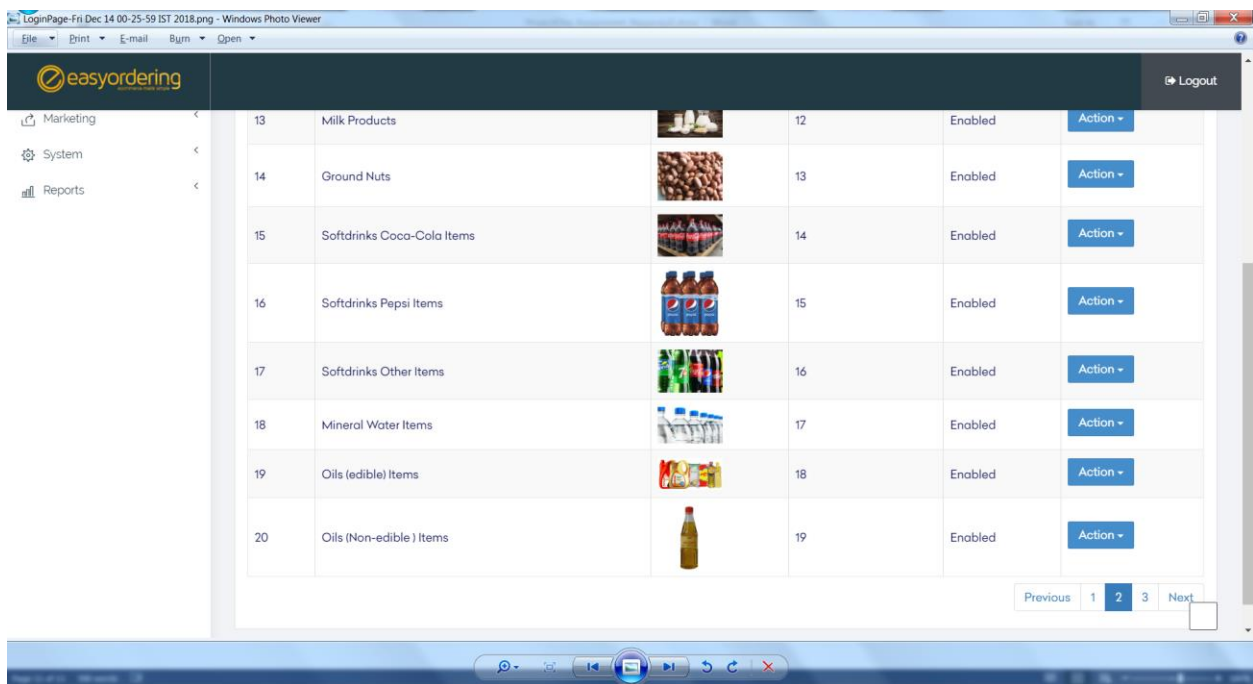 LoginPage-Fri Dec 14 00-25-59 IST 2018.png - Windows Photo Viewer
File Print E-mail Burn Open
easyordering
Logout
Marketing
System
Reports
13 Milk Products 12 Enabled Action
14 Ground Nuts 13 Enabled Action
15 Softdrinks Coca-Cola Items 14 Enabled Action
16 Softdrinks Pepsi Items 15 Enabled Action
17 Softdrinks Other Items 16 Enabled Action
18 Mineral Water Items 17 Enabled Action
19 Oils (edible) Items 18 Enabled Action
20 Oils (Non-edible ) Items 19 Enabled Action
Previous 1 2 3 Next